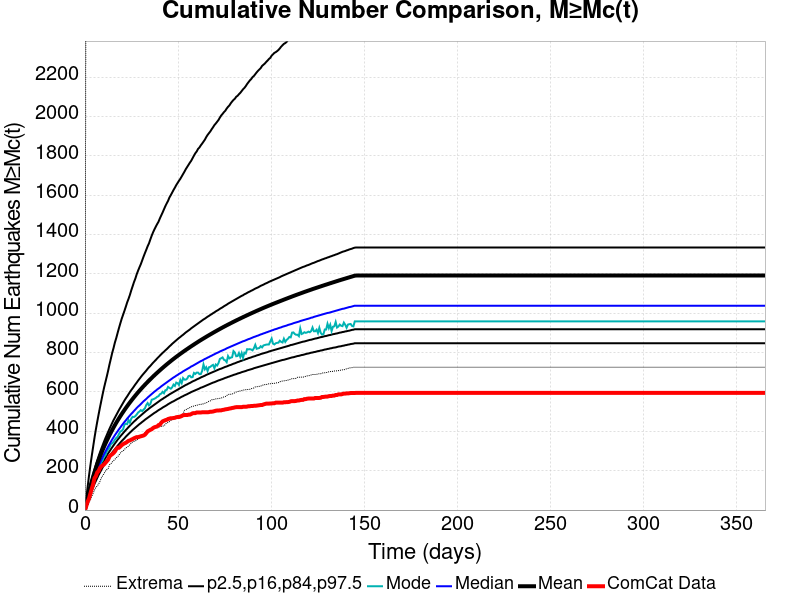 Cumulative Number Comparison, M≥Mc(t)
Cumulative Num Earthquakes M≥Mc(t)
2200
2000
1800
1600
1400
1200
1000
800
600
400
200
0
0 50 100 150 200 250 300 350
Time (days)
Extrema p2.5,p16,p84,p97.5 Mode Median Mean ComCat Data